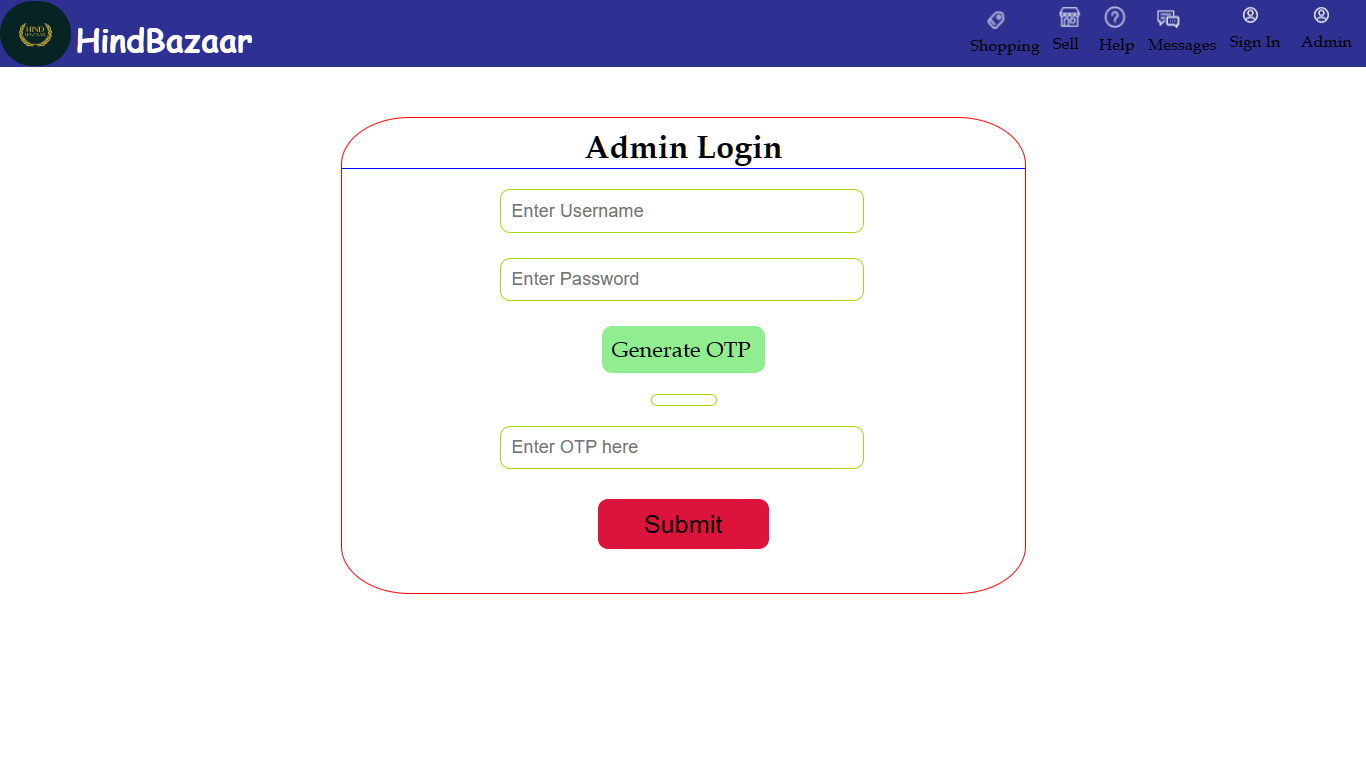 HIND
BAZAAR
HindBazaar
Shopping
Sell
Help
Messages
Sign In
Admin
Admin Login
Enter Username
Enter Password
Generate OTP
Enter OTP here
Submit